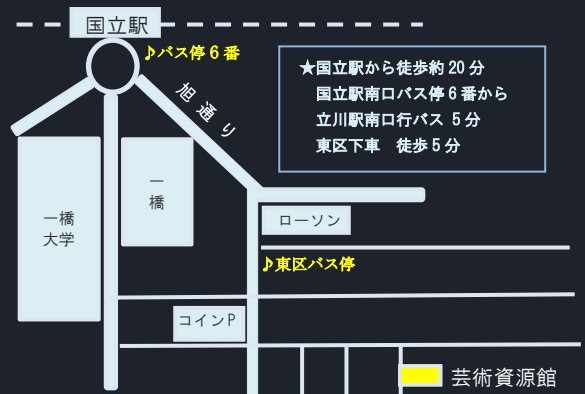 国立駅
♪バス停6番
旭通り
★国立駅から徒歩約20分
国立駅南口バス停6番から
立川駅南口行バス 5分
東区下車　徒歩5分
一橋
大学
一
橋
ローソン
♪東区バス停
コインP
芸術資源館